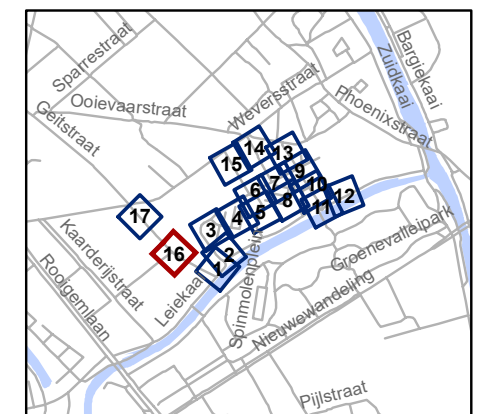 Sparrestraat
Bargiekaai
Zuidkaai
Weversstraat
Ooievaarstraat
Phoenixstraat
Geitstraat
14
13
15
9
7
10
6
12
8
11
5
4
17
3
Groenevalleipark
Kaarderijstraat
16
2
1
Rooigemlaan
Leiekaai
Spinmolenplein
Nieuwewandeling
Pijlstraat